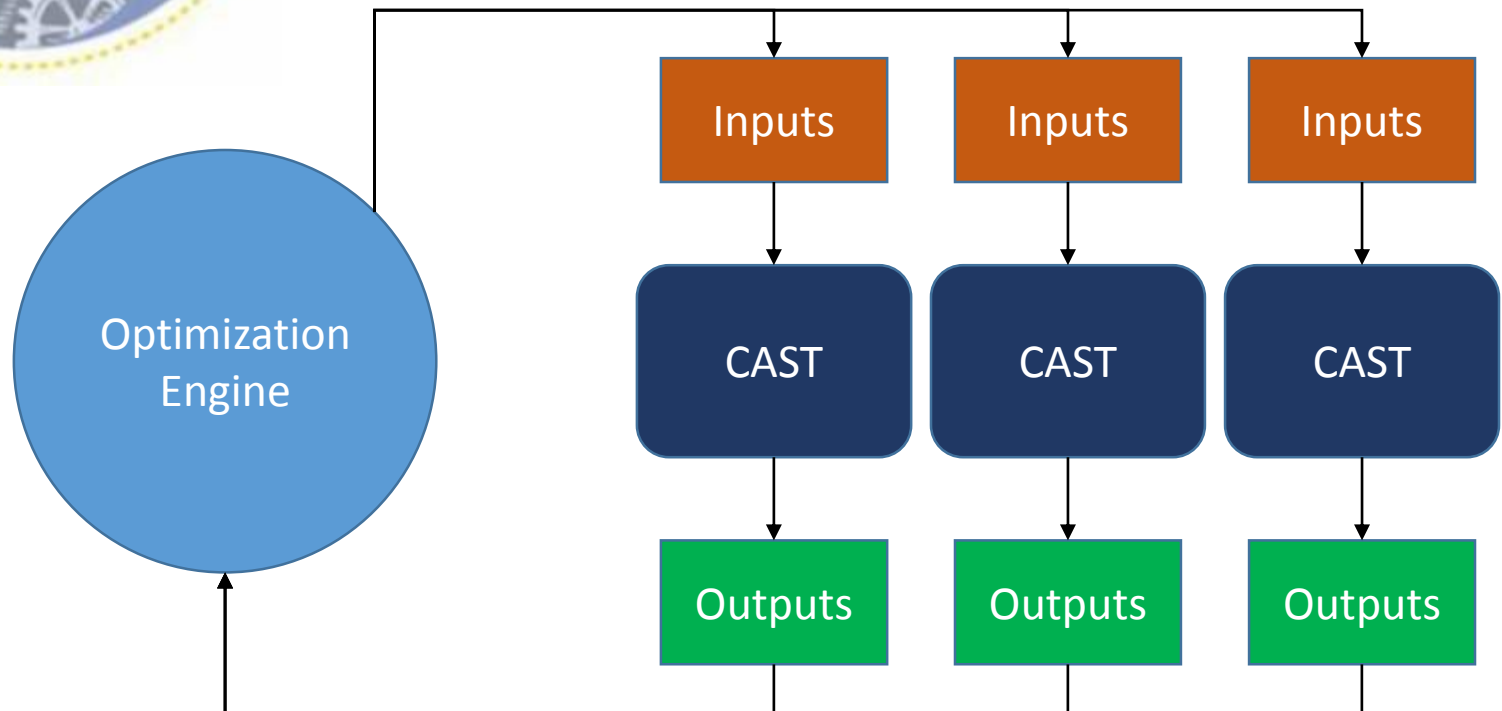 Inputs
Inputs
Inputs
Optimization
Engine
CAST
CAST
CAST
Outputs
Outputs
Outputs